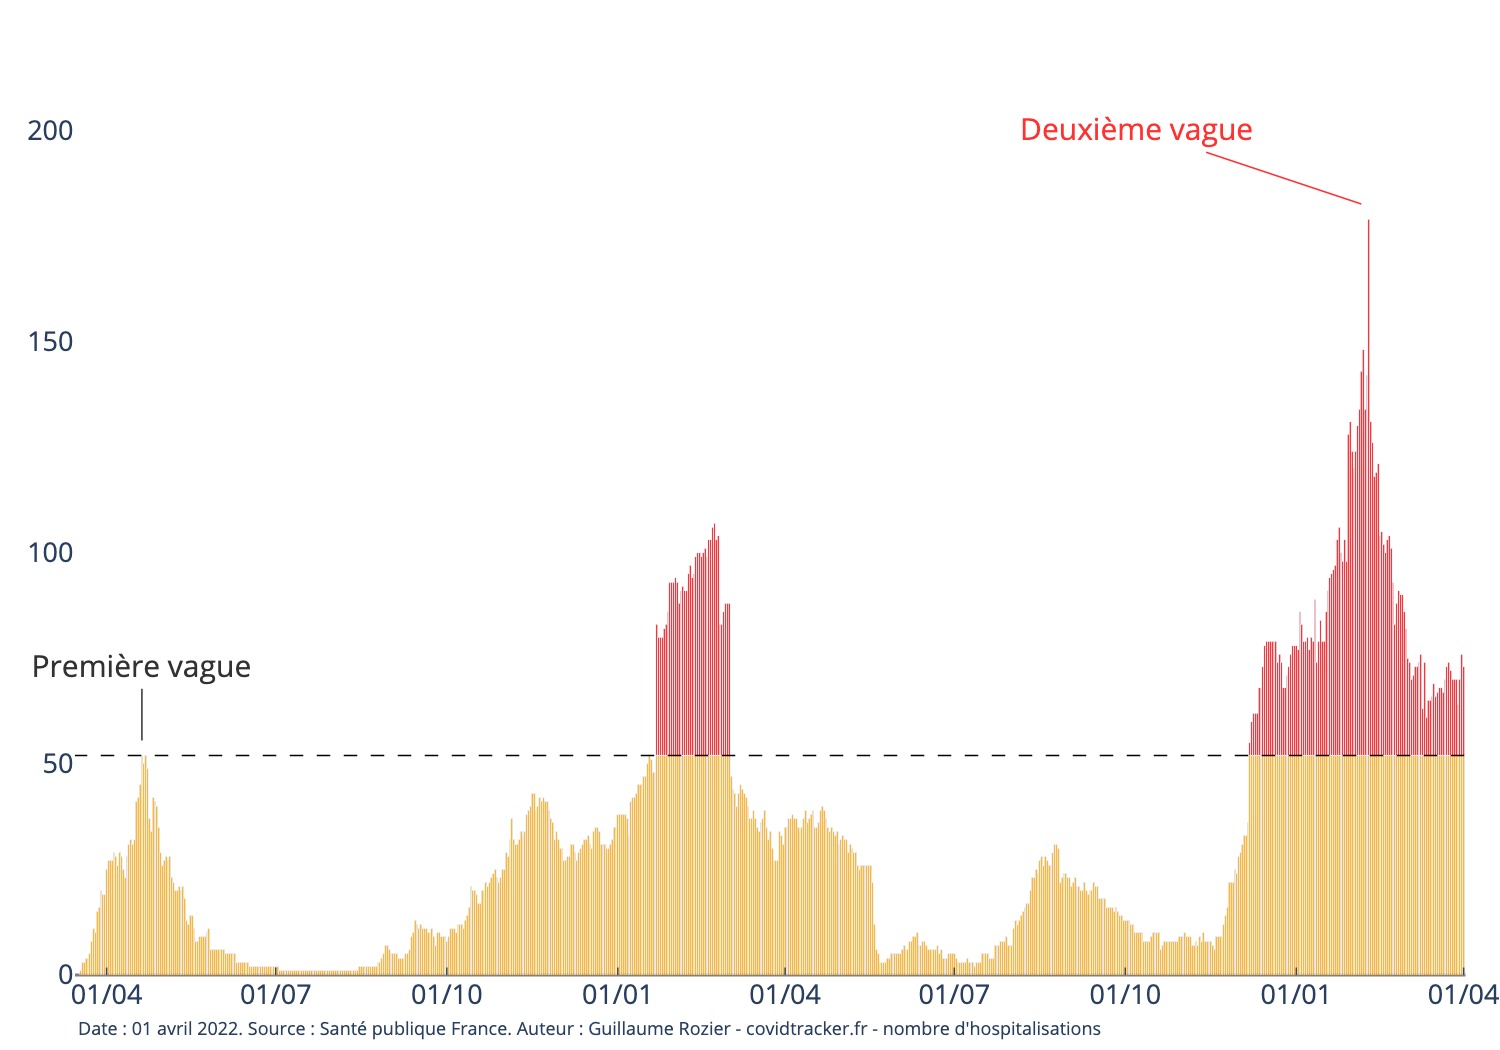 200
Deuxième vague
150
100
Première vague
50
0
01/04 01/07 01/10 01/01 01/04 01/07 01/10 01/01 01/04
Date : 01 avril 2022. Source : Santé publique France. Auteur : Guillaume Rozier - covidtracker.fr - nombre d'hospitalisations